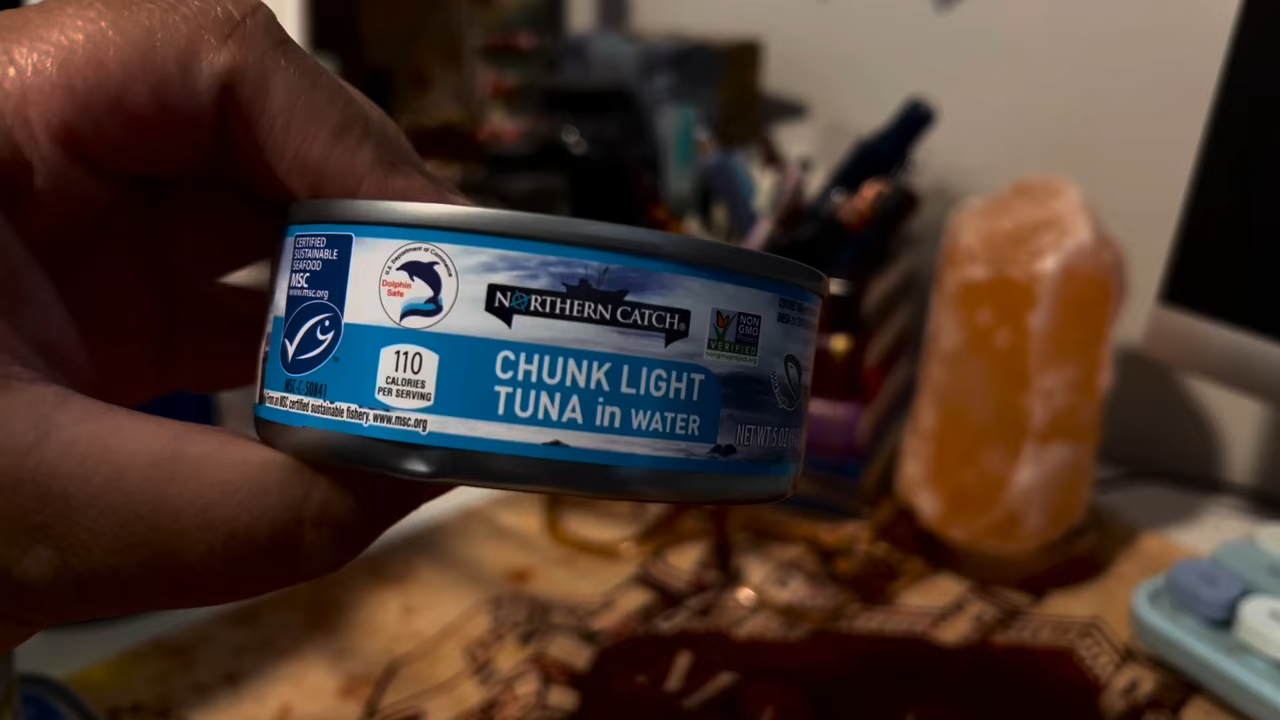 CERTIFIED
SUSTAINABLE
SEAFOOD
MSC
www.msc.org
MSC-C-50841
From an MSC certified sustainable fishery. www.msc.org
U.S. Department of Commerce
Dolphin
Safe
110
CALORIES
PER SERVING
NORTHERN CATCH®
CHUNK LIGHT
TUNA in WATER
NON
GMO
VERIFIED
NET WT 5 OZ